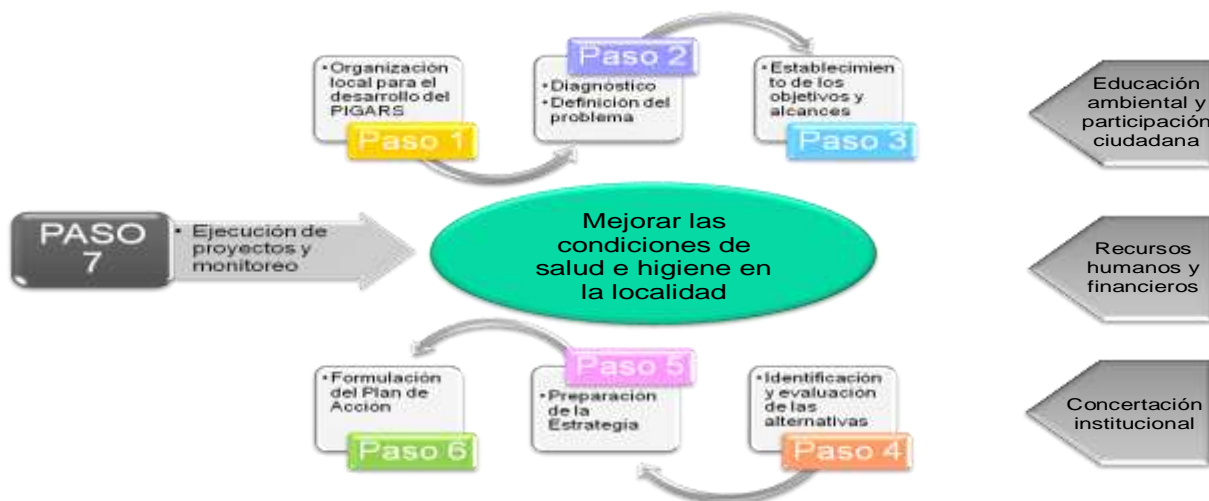 Paso 1
• Organización
local para el
desarrollo del
PIGARS
Paso 2
• Diagnóstico
• Definición del
problema
Paso 3
• Establecimien
to de los
objetivos y
alcances
Educación
ambiental y
participación
ciudadana
PASO
7
• Ejecución de
proyectos y
monitoreo
Mejorar las
condiciones de
salud e higiene en
la localidad
Recursos
humanos y
financieros
• Formulación
del Plan de
Acción
Paso 6
Paso 5
• Preparación
de la
Estrategia
• Identificación
y evaluación
de las
alternativas
Paso 4
Concertación
institucional